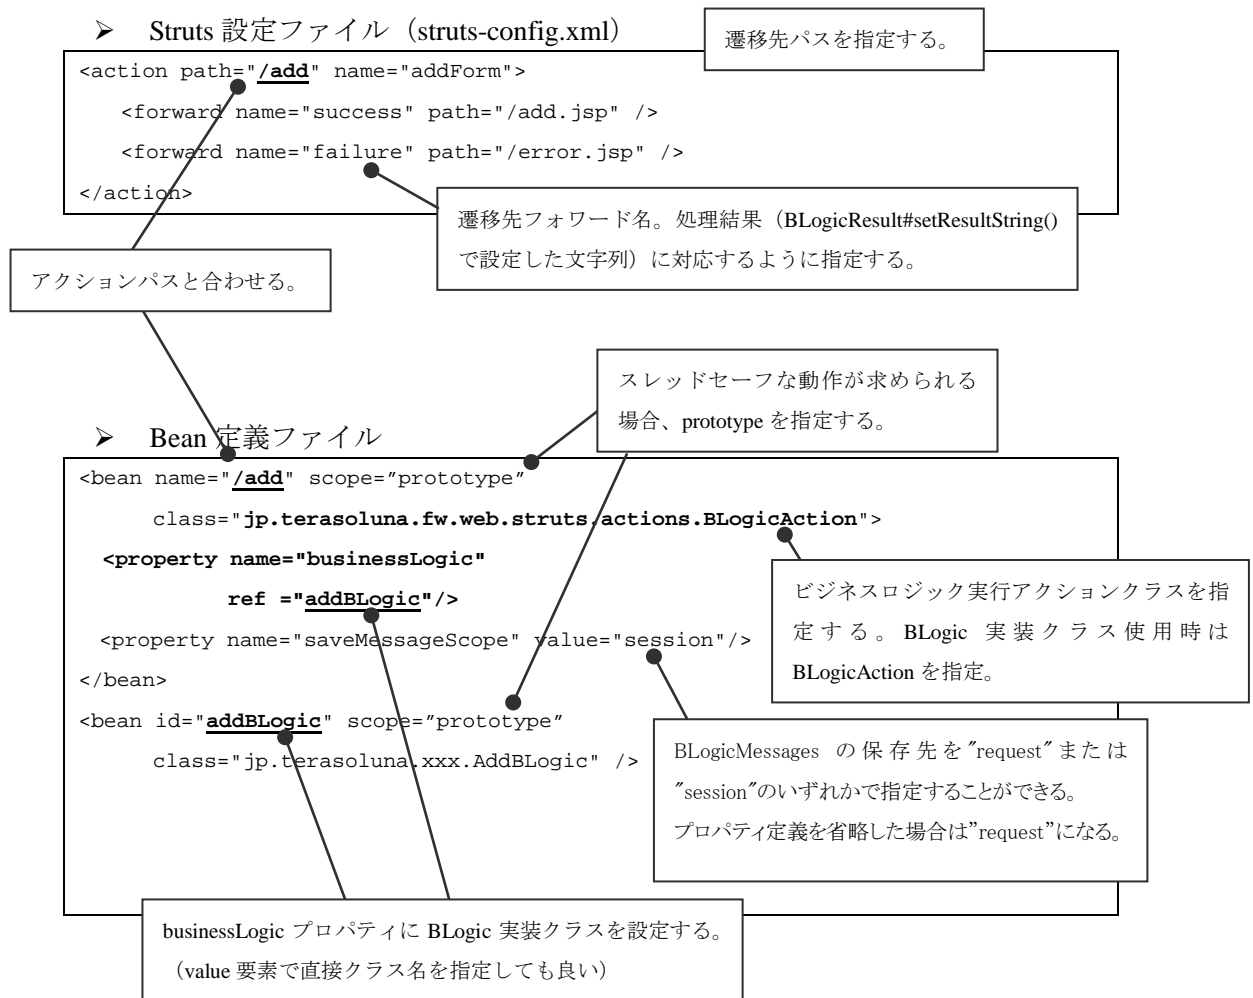 ➢ Struts 設定ファイル（struts-config.xml）
遷移先パスを指定する。
<action path="/add" name="addForm">
<forward name="success" path="/add.jsp" />
<forward name="failure" path="/error.jsp" />
</action>
遷移先フォワード名。処理結果（BLogicResult#setResultString()
で設定した文字列）に対応するように指定する。
アクションパスと合わせる。
スレッドセーフな動作が求められる
場合、prototype を指定する。
➢ Bean 定義ファイル
<bean name="/add" scope="prototype"
class="jp.terasoluna.fw.web.struts.actions.BLogicAction">
<property name="businessLogic"
ref ="addBLogic"/>
<property name="saveMessageScope" value="session"/>
</bean>
<bean id="addBLogic" scope="prototype"
class="jp.terasoluna.xxx.AddBLogic" />
ビジネスロジック実行アクションクラスを指
定する。BLogic 実装クラス使用時は
BLogicAction を指定。
BLogicMessages の保存先を"request"または
"session"のいずれかで指定することができる。
プロパティ定義を省略した場合は"request"になる。
businessLogic プロパティに BLogic 実装クラスを設定する。
（value 要素で直接クラス名を指定しても良い）